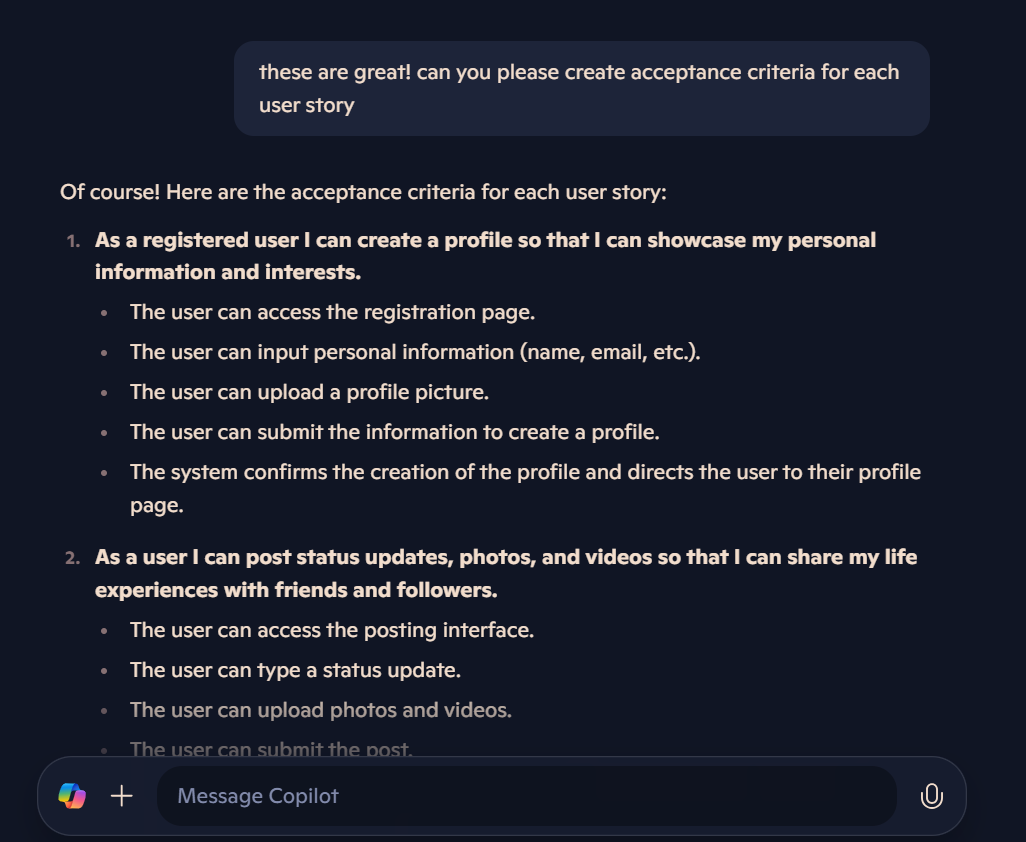 these are great! can you please create acceptance criteria for each
user story
Of course! Here are the acceptance criteria for each user story:
1. As a registered user I can create a profile so that I can showcase my personal
information and interests.
• The user can access the registration page.
• The user can input personal information (name, email, etc.).
• The user can upload a profile picture.
• The user can submit the information to create a profile.
• The system confirms the creation of the profile and directs the user to their profile
page.
2. As a user I can post status updates, photos, and videos so that I can share my life
experiences with friends and followers.
• The user can access the posting interface.
• The user can type a status update.
• The user can upload photos and videos.
• The user can submit the post.
Message Copilot